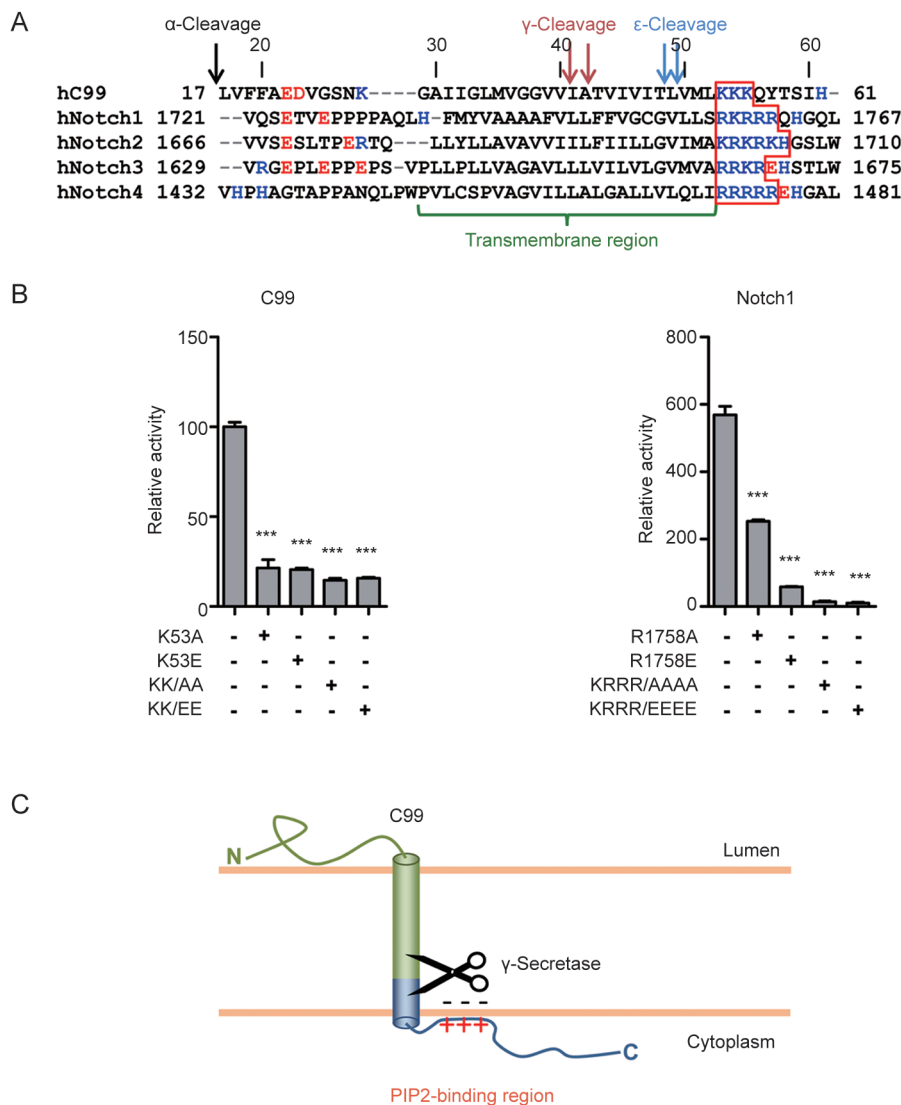 A
α-Cleavage γ-Cleavage ε-Cleavage
20 30 40 50 60
hC99 17 LVFFAEDVGSNK-----GAIIGLMVGGVVIATVIVITLVMLKKKQYTSIH- 61
hNotch1 1721 --VQSETVEPPPPAQLH-FMYVAAAAFVLLFFVGCGVLLSRKRRRQHGQL 1767
hNotch2 1666 --VVSESLTPERTQ----LLYLLAVAVVIILFIILLGVIMAKRKRKHGSLW 1710
hNotch3 1629 --VRGEPLEPPEPS-VPLLPLLVAGAVLLLVILVLGVMVARRKREHSTLW 1675
hNotch4 1432 VHPHAGTAPPANQLPWPVLCSPVAGVILLALGALLVLQLIRRRRREHGAL 1481
Transmembrane region
B
C99 Notch1
Relative activity
150
100
50
0
K53A - + - - -
K53E - - + - -
KK/AA - - - + -
KK/EE - - - - +
*** *** *** ***
Relative activity
800
600
400
200
0
R1758A - + - - -
R1758E - - + - -
KRRR/AAAA - - - + -
KRRR/EEEE - - - - +
*** *** *** ***
C
C99
N
Lumen
γ-Secretase
- - -
+++
Cytoplasm
C
PIP2-binding region